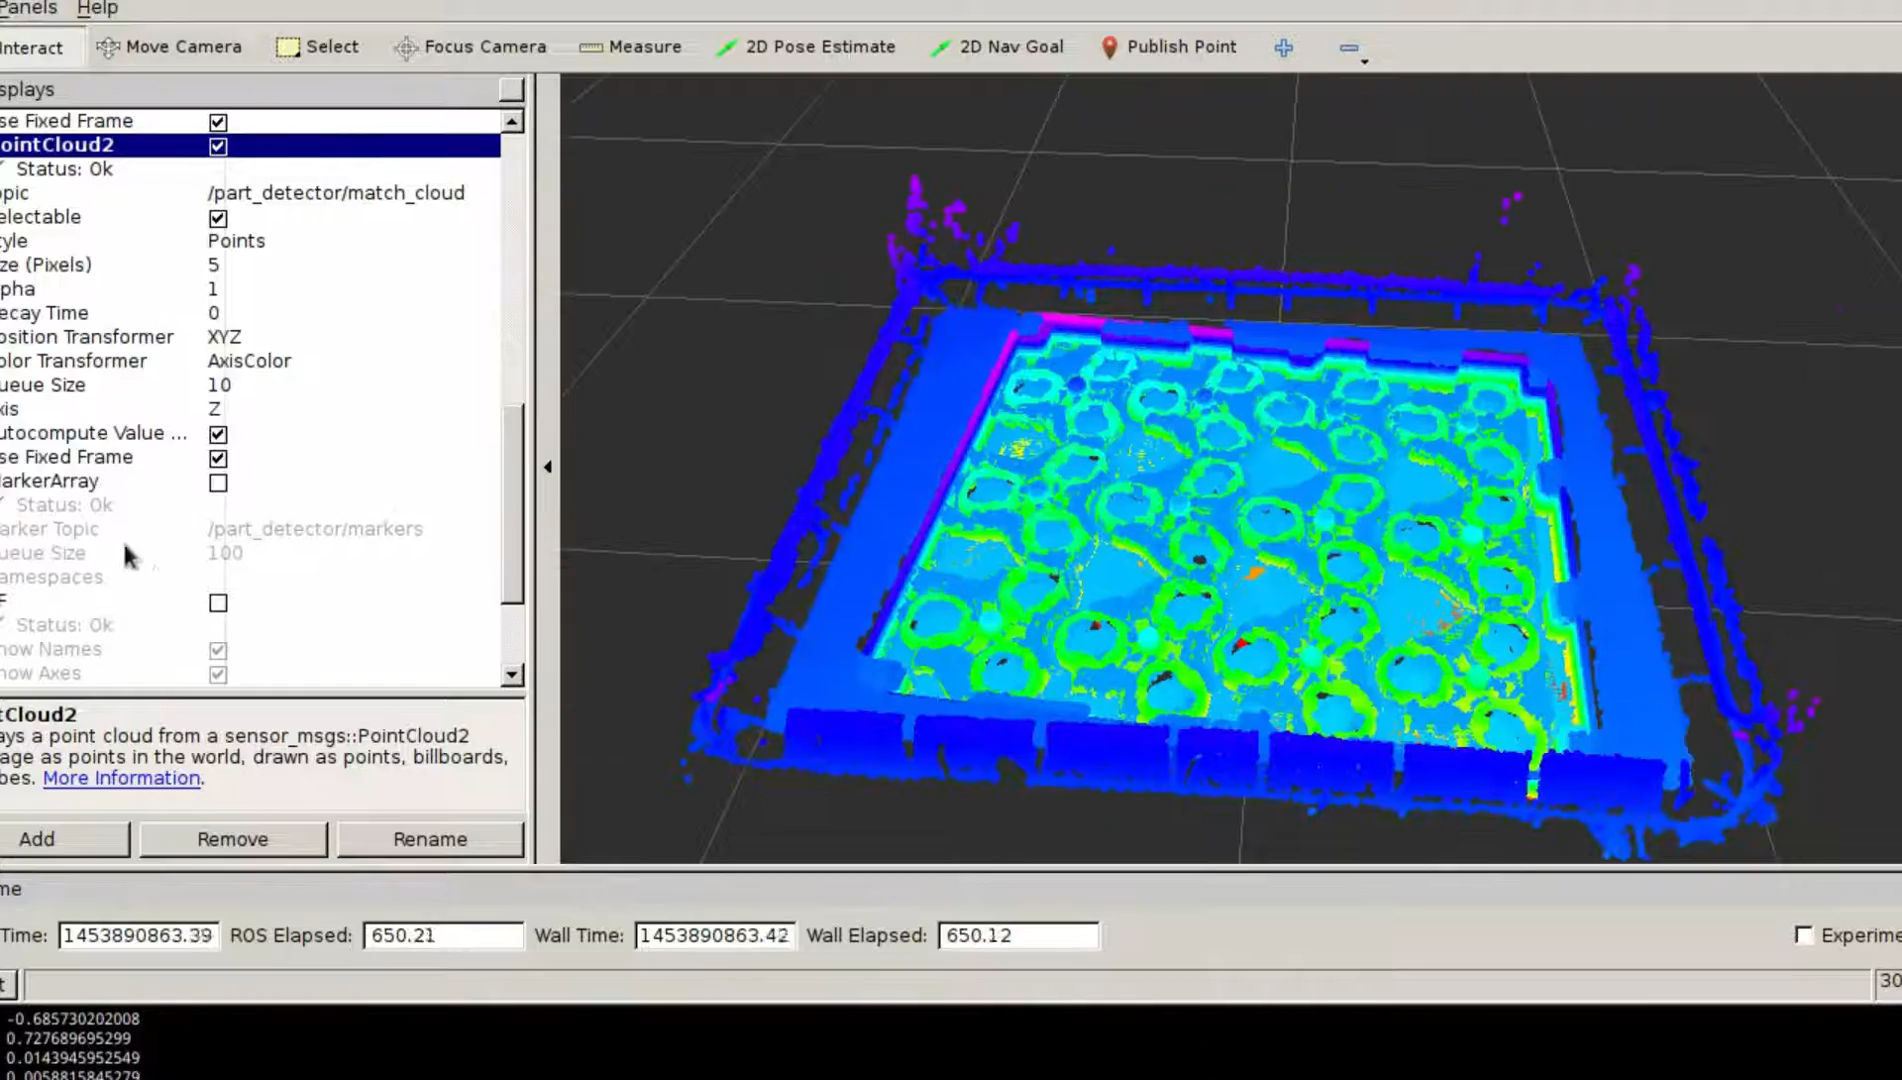 Panels Help
Interact Move Camera Select Focus Camera Measure 2D Pose Estimate 2D Nav Goal Publish Point
splays
se Fixed Frame
ointCloud2
Status: Ok
opic /part_detector/match_cloud
electable
tyle Points
ze (Pixels) 5
pha 1
ecay Time 0
osition Transformer XYZ
olor Transformer AxisColor
ueue Size 10
xis Z
utocompute Value ...
se Fixed Frame
arkerArray
Status: Ok
arker Topic /part_detector/markers
ueue Size 100
amespaces
F
Status: Ok
how Names
how Axes
tCloud2
ays a point cloud from a sensor_msgs::PointCloud2
age as points in the world, drawn as points, billboards,
bes. More Information.
Add Remove Rename
me
Time: 1453890863.39 ROS Elapsed: 650.21 Wall Time: 1453890863.42 Wall Elapsed: 650.12 Experime
t 30
-0.685730202008
0.727689695299
0.0143945952549
0.0058815845279